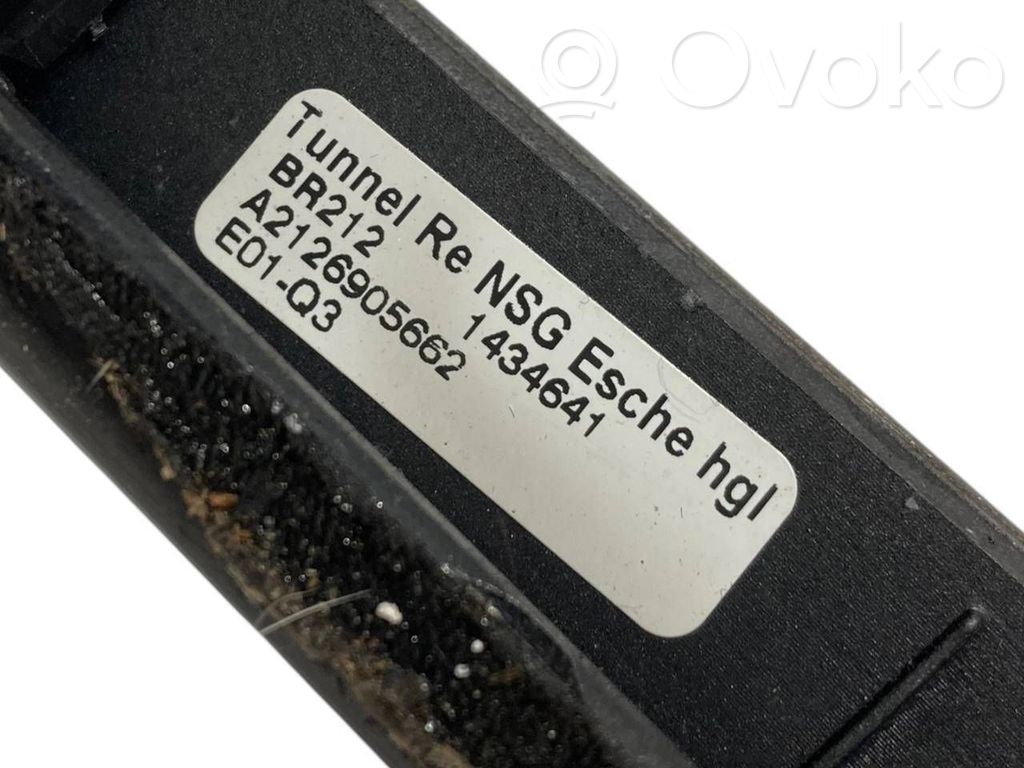 Ovoko
Tunnel Re NSG Esche hgl
BR212 1434641
A2126905662
E01-Q3